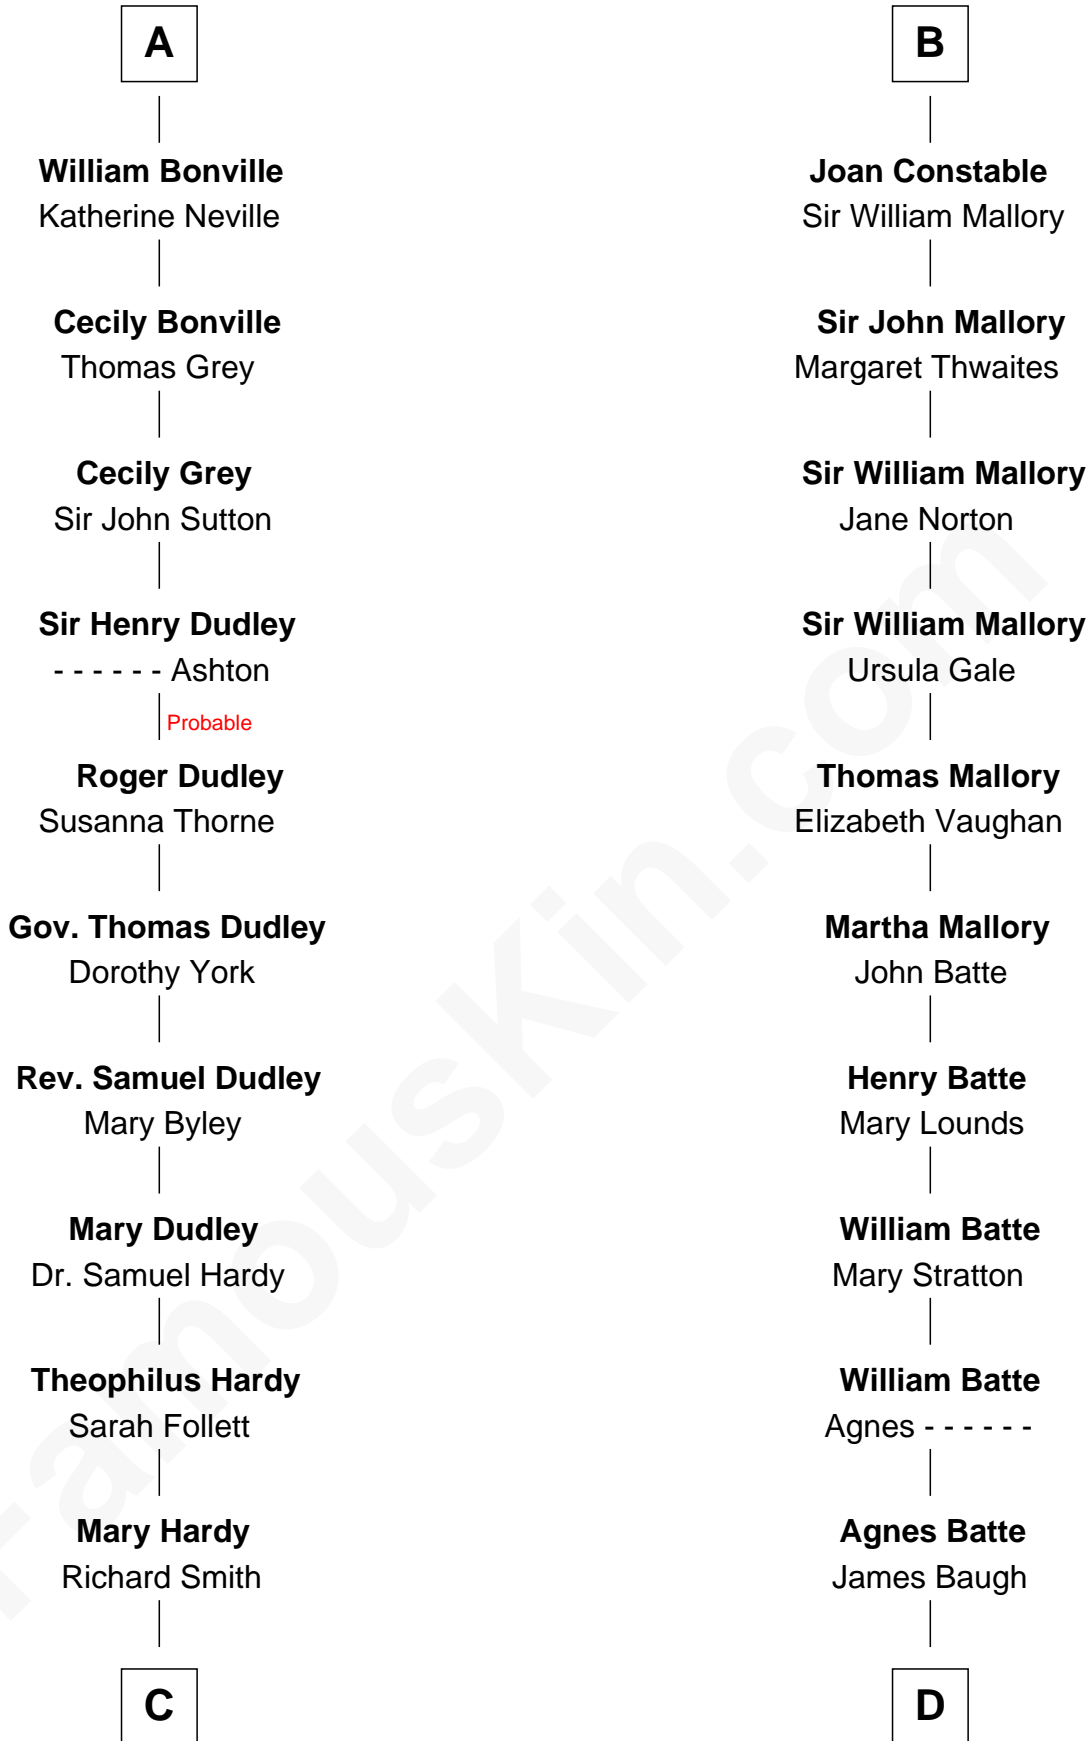 A
William Bonville
Katherine Neville
Cecily Bonville
Thomas Grey
Cecily Grey
Sir John Sutton
Sir Henry Dudley
- - - - - - Ashton
Probable
Roger Dudley
Susanna Thorne
Gov. Thomas Dudley
Dorothy York
Rev. Samuel Dudley
Mary Byley
Mary Dudley
Dr. Samuel Hardy
Theophilus Hardy
Sarah Follett
Mary Hardy
Richard Smith
C
B
Joan Constable
Sir William Mallory
Sir John Mallory
Margaret Thwaites
Sir William Mallory
Jane Norton
Sir William Mallory
Ursula Gale
Thomas Mallory
Elizabeth Vaughan
Martha Mallory
John Batte
Henry Batte
Mary Lounds
William Batte
Mary Stratton
William Batte
Agnes - - - - - -
Agnes Batte
James Baugh
D
FamousKin.com